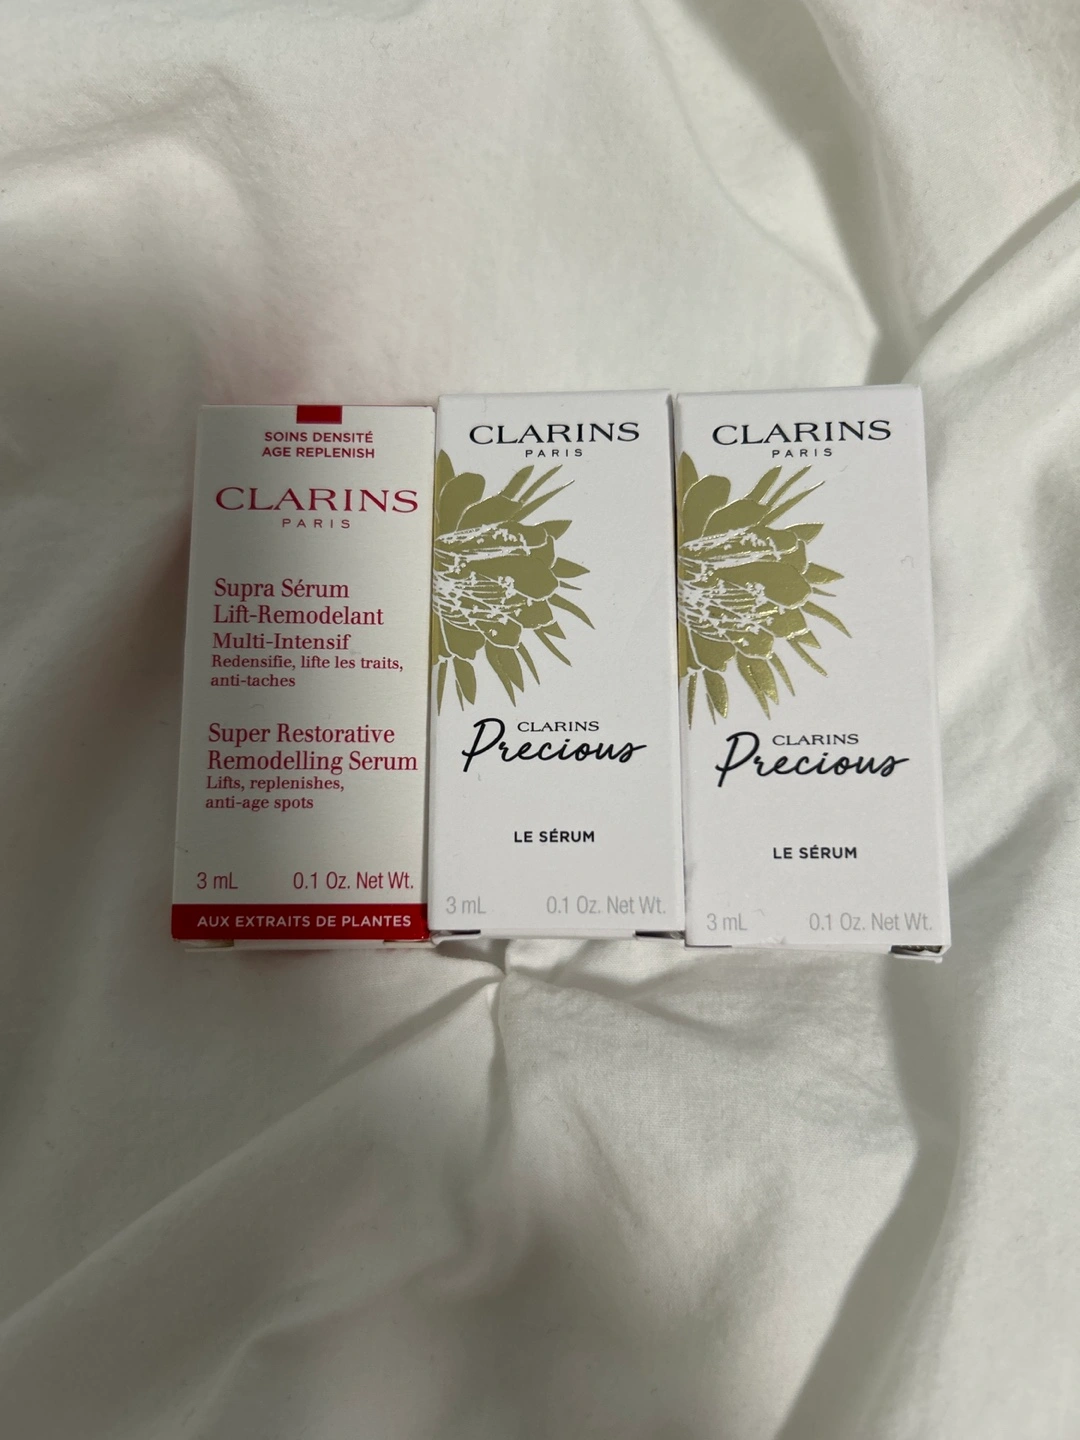 SOINS DENSITÉ
AGE REPLENISH
CLARINS
PARIS
Supra Sérum
Lift-Remodelant
Multi-Intensif
Redensifie, lifte les traits,
anti-taches
Super Restorative
Remodelling Serum
Lifts, replenishes,
anti-age spots
3 mL 0.1 Oz. Net Wt.
AUX EXTRAITS DE PLANTES
CLARINS
PARIS
CLARINS
Precious
LE SÉRUM
3 mL 0.1 Oz. Net Wt.
CLARINS
PARIS
CLARINS
Precious
LE SÉRUM
3 mL 0.1 Oz. Net Wt.